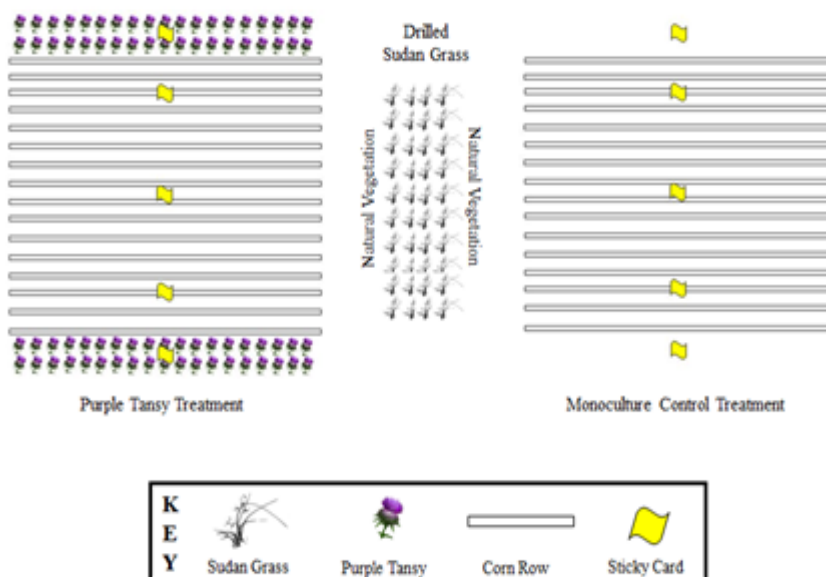 Drilled
Sudan Grass
Natural Vegetation
Natural Vegetation
Purple Tansy Treatment
Monoculture Control Treatment
KEY
Sudan Grass
Purple Tansy
Corn Row
Sticky Card